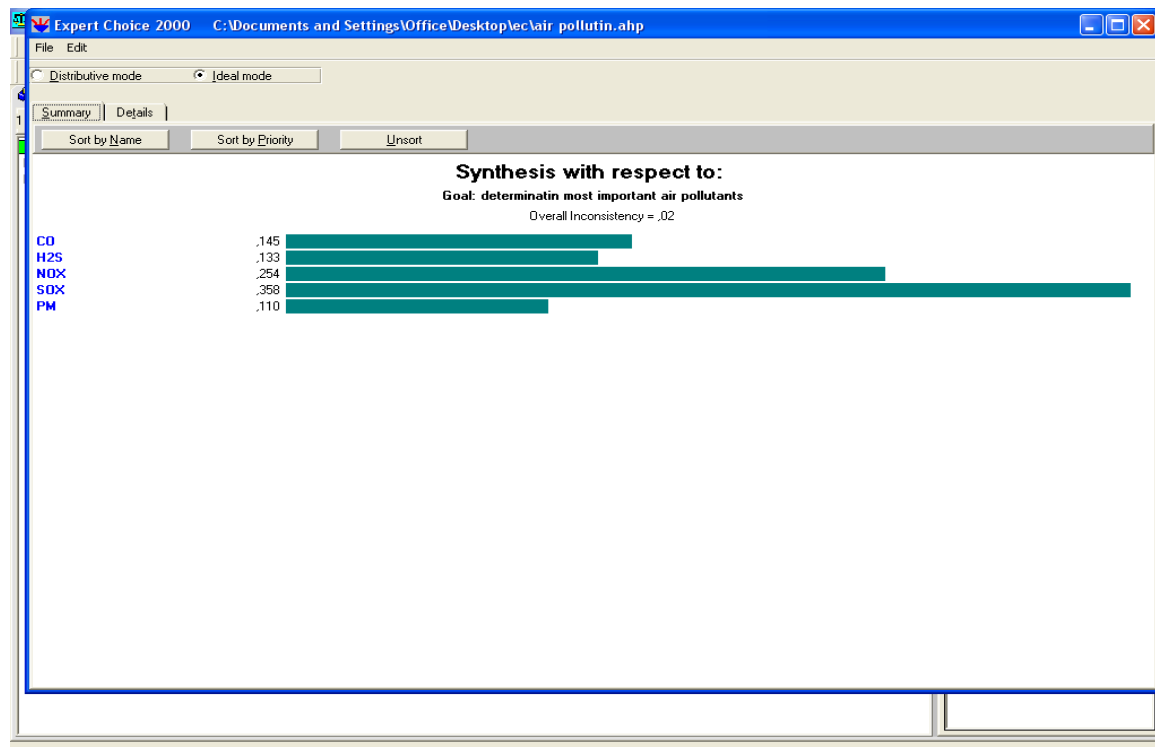 Expert Choice 2000 C:\Documents and Settings\Office\Desktop\ec\air pollutin.ahp
File Edit
Distributive mode Ideal mode
Summary Details
1
Sort by Name Sort by Priority Unsort
Synthesis with respect to:
Goal: determinatin most important air pollutants
Overall Inconsistency = ,02
CO ,145
H2S ,133
NOX ,254
SOX ,358
PM ,110